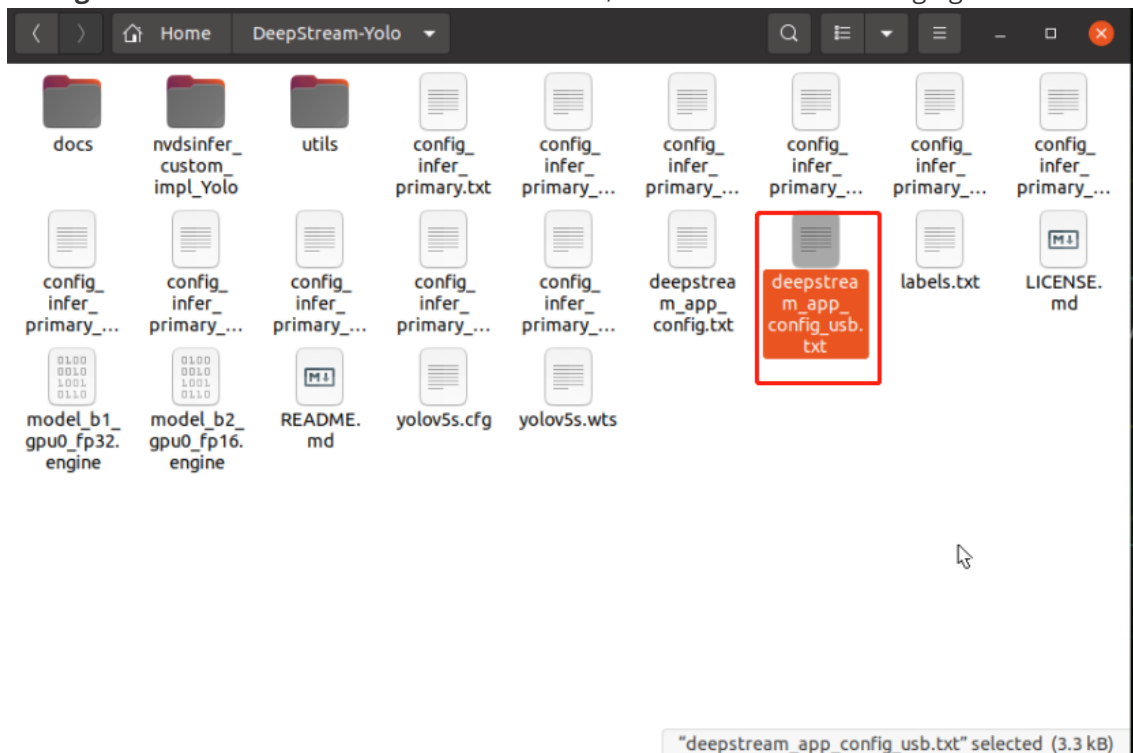 Home DeepStream-Yolo
docs
nvdsinfer_
custom_
impl_Yolo
utils
config_
infer_
primary.txt
config_
infer_
primary_...
config_
infer_
primary_...
config_
infer_
primary_...
config_
infer_
primary_...
config_
infer_
primary_...
config_
infer_
primary_...
config_
infer_
primary_...
config_
infer_
primary_...
config_
infer_
primary_...
config_
infer_
primary_...
deepstrea
m_app_
config.txt
deepstrea
m_app_
config_usb.
txt
labels.txt
M↓
LICENSE.
md
0100
0010
1001
0110
model_b1_
gpu0_fp32.
engine
0100
0010
1001
0110
model_b2_
gpu0_fp16.
engine
M↓
README.
md
yolov5s.cfg
yolov5s.wts
"deepstream_app_config_usb.txt" selected (3.3 kB)